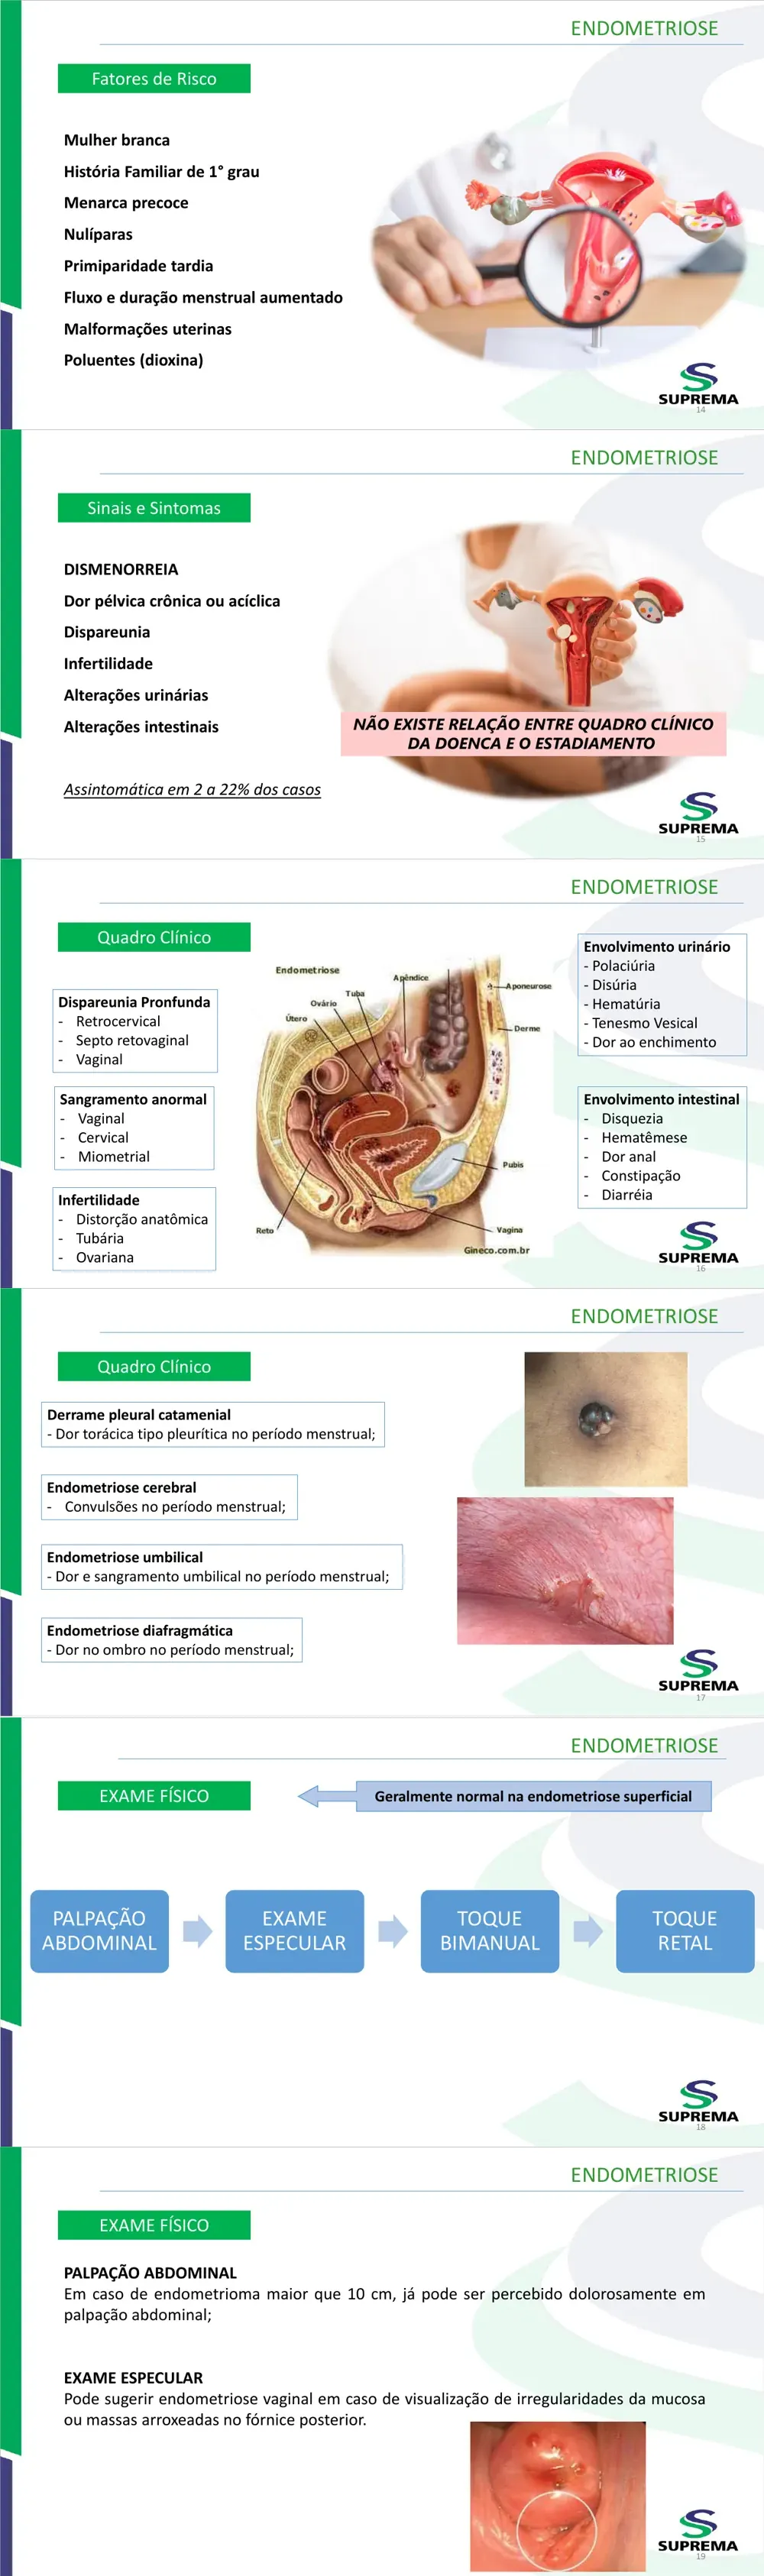 ENDOMETRIOSE
Fatores de Risco
Mulher branca
História Familiar de 1° grau
Menarca precoce
Nulíparas
Primiparidade tardia
Fluxo e duração menstrual aumentado
Malformações uterinas
Poluentes (dioxina)
SUPREMA
14
ENDOMETRIOSE
Sinais e Sintomas
DISMENORREIA
Dor pélvica crônica ou acíclica
Dispareunia
Infertilidade
Alterações urinárias
Alterações intestinais
NÃO EXISTE RELAÇÃO ENTRE QUADRO CLÍNICO
DA DOENCA E O ESTADIAMENTO
Assintomática em 2 a 22% dos casos
SUPREMA
15
ENDOMETRIOSE
Quadro Clínico
Dispareunia Pronfunda
- Retrocervical
- Septo retovaginal
- Vaginal
Sangramento anormal
- Vaginal
- Cervical
- Miometrial
Infertilidade
- Distorção anatômica
- Tubária
- Ovariana
Endometriose
Apêndice
Aponeurose
Tuba
Ovário
Útero
Derme
Pubis
Reto
Vagina
Gineco.com.br
Envolvimento urinário
- Polaciúria
- Disúria
- Hematúria
- Tenesmo Vesical
- Dor ao enchimento
Envolvimento intestinal
- Disquezia
- Hematêmese
- Dor anal
- Constipação
- Diarréia
SUPREMA
16
ENDOMETRIOSE
Quadro Clínico
Derrame pleural catamenial
- Dor torácica tipo pleurítica no período menstrual;
Endometriose cerebral
- Convulsões no período menstrual;
Endometriose umbilical
- Dor e sangramento umbilical no período menstrual;
Endometriose diafragmática
- Dor no ombro no período menstrual;
SUPREMA
17
ENDOMETRIOSE
EXAME FÍSICO
Geralmente normal na endometriose superficial
PALPAÇÃO
ABDOMINAL
EXAME
ESPECULAR
TOQUE
BIMANUAL
TOQUE
RETAL
SUPREMA
18
ENDOMETRIOSE
EXAME FÍSICO
PALPAÇÃO ABDOMINAL
Em caso de endometrioma maior que 10 cm, já pode ser percebido dolorosamente em
palpação abdominal;
EXAME ESPECULAR
Pode sugerir endometriose vaginal em caso de visualização de irregularidades da mucosa
ou massas arroxeadas no fórnice posterior.
SUPREMA
19